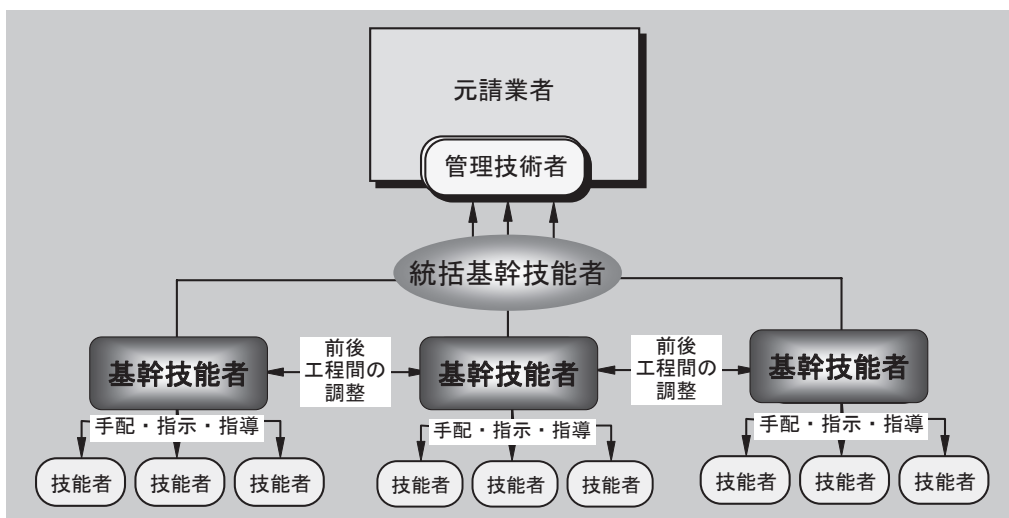 元請業者
管理技術者
統括基幹技能者
基幹技能者
前後
工程間の
調整
基幹技能者
前後
工程間の
調整
基幹技能者
手配・指示・指導
手配・指示・指導
手配・指示・指導
技能者
技能者
技能者
技能者
技能者
技能者
技能者
技能者
技能者